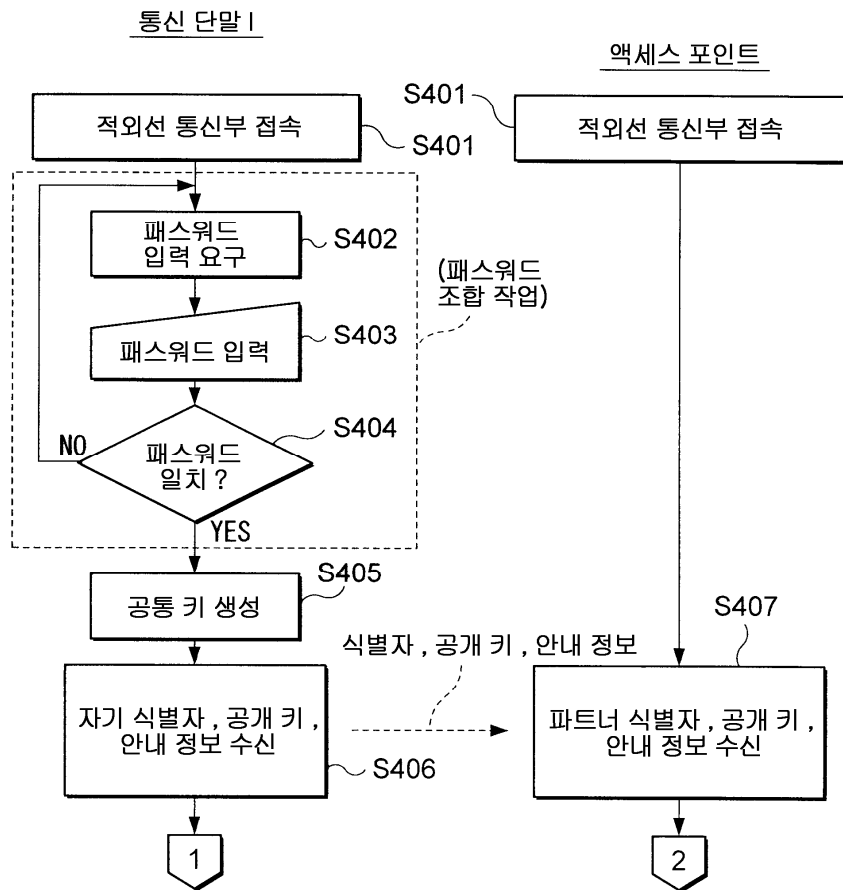 통신 단말 I
액세스 포인트
적외선 통신부 접속
S401
S401
적외선 통신부 접속
패스워드
입력 요구
S402
(패스워드
조합 작업)
패스워드 입력
S403
패스워드
일치 ?
S404
NO
YES
공통 키 생성
S405
식별자 , 공개 키 , 안내 정보
S407
자기 식별자 , 공개 키 ,
안내 정보 수신
S406
파트너 식별자 , 공개 키 ,
안내 정보 수신
1
2